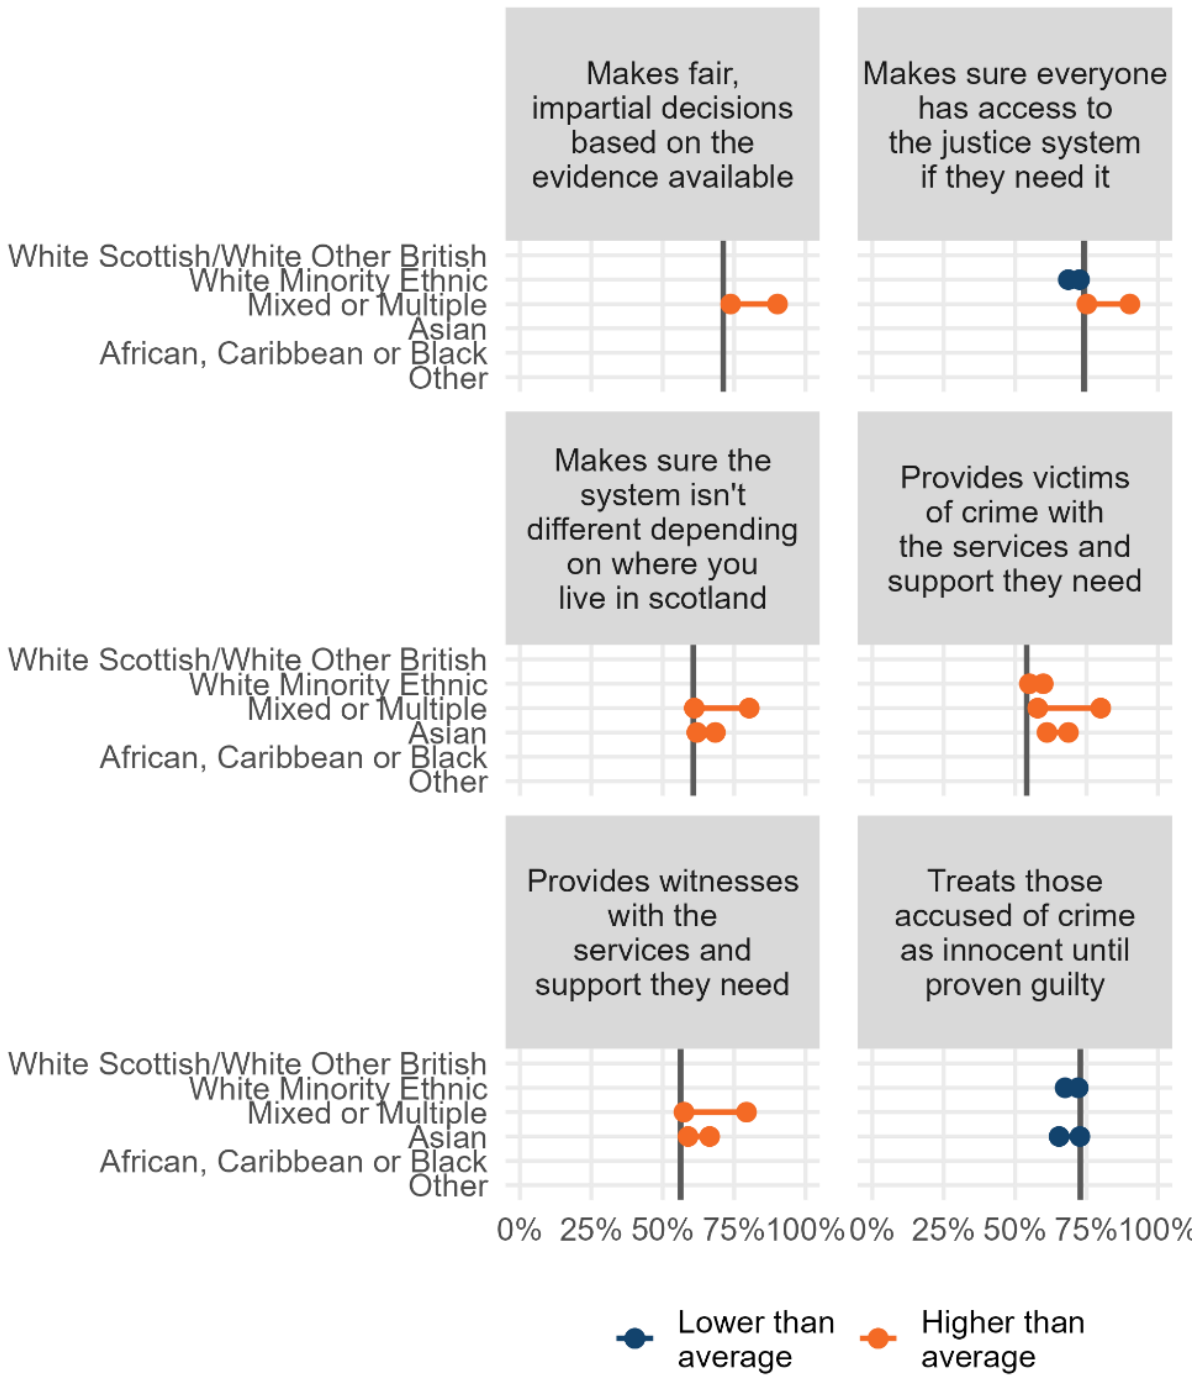 Makes fair,
impartial decisions
based on the
evidence available
Makes sure everyone
has access to
the justice system
if they need it
White Scottish/White Other British
White Minority Ethnic
Mixed or Multiple
Asian
African, Caribbean or Black
Other
Makes sure the
system isn't
different depending
on where you
live in scotland
Provides victims
of crime with
the services and
support they need
White Scottish/White Other British
White Minority Ethnic
Mixed or Multiple
Asian
African, Caribbean or Black
Other
Provides witnesses
with the
services and
support they need
Treats those
accused of crime
as innocent until
proven guilty
White Scottish/White Other British
White Minority Ethnic
Mixed or Multiple
Asian
African, Caribbean or Black
Other
0% 25% 50% 75% 100% 0% 25% 50% 75% 100%
Lower than
average
Higher than
average